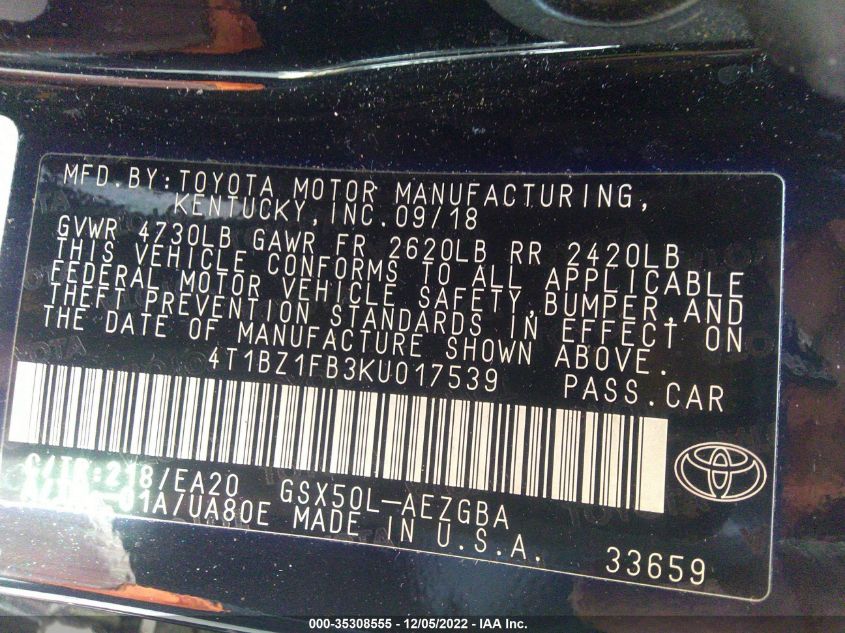 MFD.BY:TOYOTA MOTOR MANUFACTURING,
KENTUCKY,INC.09/18
GVWR 4730LB GAWR FR 2620LB RR 2420LB
THIS VEHICLE CONFORMS TO ALL APPLICABLE
FEDERAL MOTOR VEHICLE SAFETY,BUMPER,AND
THEFT PREVENTION STANDARDS IN EFFECT ON
THE DATE OF MANUFACTURE SHOWN ABOVE.
4T1BZ1FB3KU017539 PASS.CAR
C/TR:218/EA20 GSX50L-AEZGBA
01A/UA80E MADE IN U.S.A.
33659
000-35308555 - 12/05/2022 - IAA Inc.